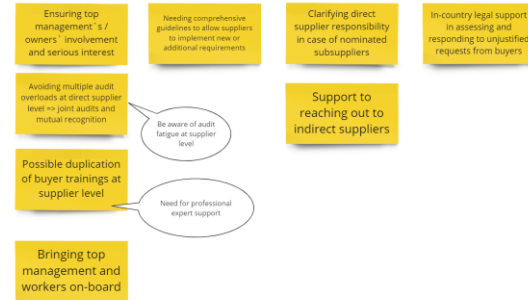 Ensuring top
management`s /
owners` involvement
and serious interest
Needing comprehensive
guidelines to allow suppliers
to implement new or
additional requirements
Clarifying direct
supplier responsibility
in case of nominated
subsuppliers
In-country legal support
in assessing and
responding to unjustified
requests from buyers
Avoiding multiple audit
overloads at direct supplier
level => joint audits and
mutual recognition
Be aware of audit
fatigue at supplier
level
Support to
reaching out to
indirect suppliers
Possible duplication
of buyer trainings at
supplier level
Need for professional
expert support
Bringing top
management and
workers on-board